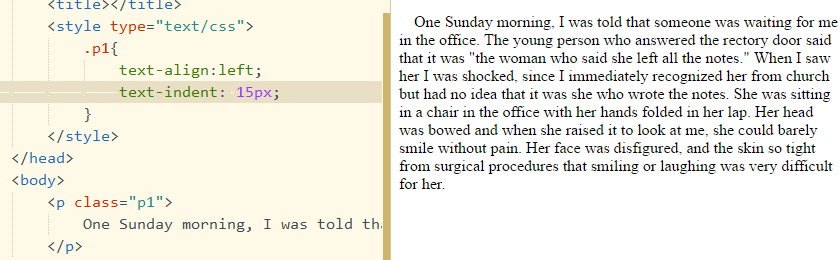 <title></title>
<style type="text/css">
.p1{
text-align:left;
text-indent: 15px;
}
</style>
</head>
<body>
<p class="p1">
One Sunday morning, I was told tha
</p>
One Sunday morning, I was told that someone was waiting for me
in the office. The young person who answered the rectory door said
that it was "the woman who said she left all the notes." When I saw
her I was shocked, since I immediately recognized her from church
but had no idea that it was she who wrote the notes. She was sitting
in a chair in the office with her hands folded in her lap. Her head
was bowed and when she raised it to look at me, she could barely
smile without pain. Her face was disfigured, and the skin so tight
from surgical procedures that smiling or laughing was very difficult
for her.